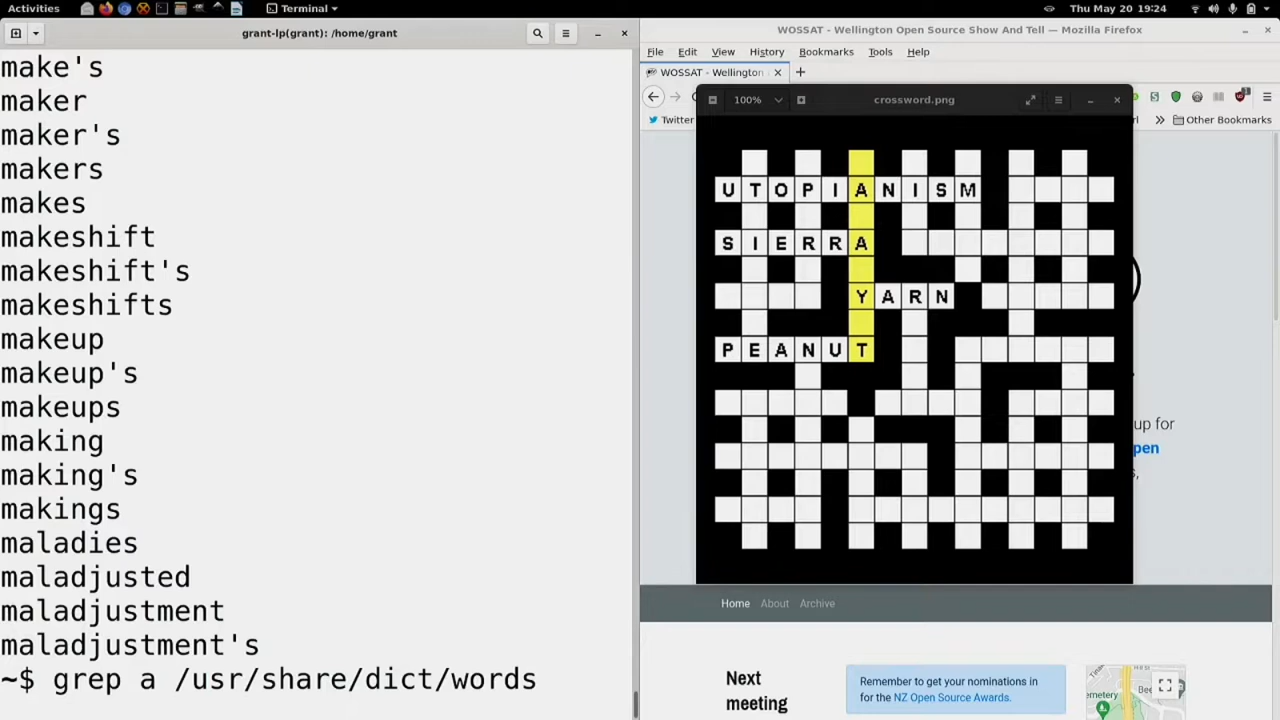 Activities
Terminal
Thu May 20 19:24
grant-lp(grant): /home/grant
make's
maker
maker's
makers
makes
makeshift
makeshift's
makeshifts
makeup
makeup's
makeups
making
making's
makings
maladies
maladjusted
maladjustment
maladjustment's
~$ grep a /usr/share/dict/words
WOSSAT - Wellington Open Source Show And Tell — Mozilla Firefox
File Edit View History Bookmarks Tools Help
WOSSAT - Wellington
Twitter
Other Bookmarks
100%
crossword.png
UTOPIANISM
SIERRA
YARN
PEANUT
up for
pen
Home About Archive
Next
meeting
Remember to get your nominations in
for the NZ Open Source Awards.